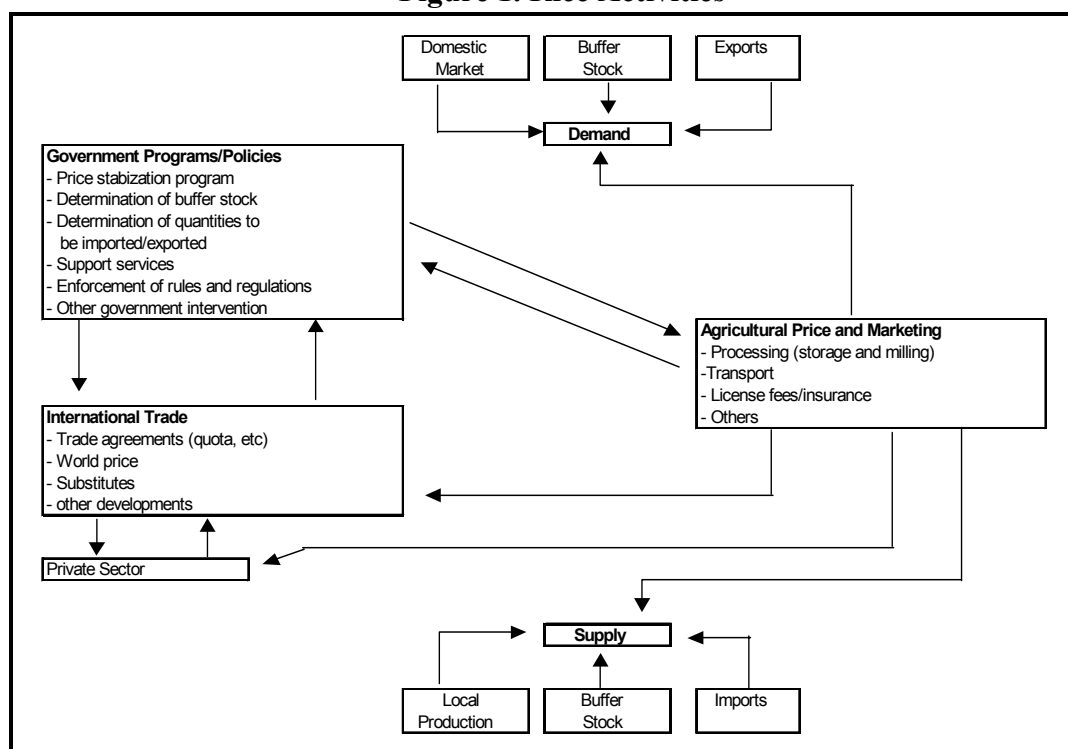 Domestic
Market
Buffer
Stock
Exports
Demand
Government Programs/Policies
- Price stabization program
- Determination of buffer stock
- Determination of quantities to
be imported/exported
- Support services
- Enforcement of rules and regulations
- Other government intervention
Agricultural Price and Marketing
- Processing (storage and milling)
-Transport
- License fees/insurance
- Others
International Trade
- Trade agreements (quota, etc)
- World price
- Substitutes
- other developments
Private Sector
Supply
Local
Production
Buffer
Stock
Imports